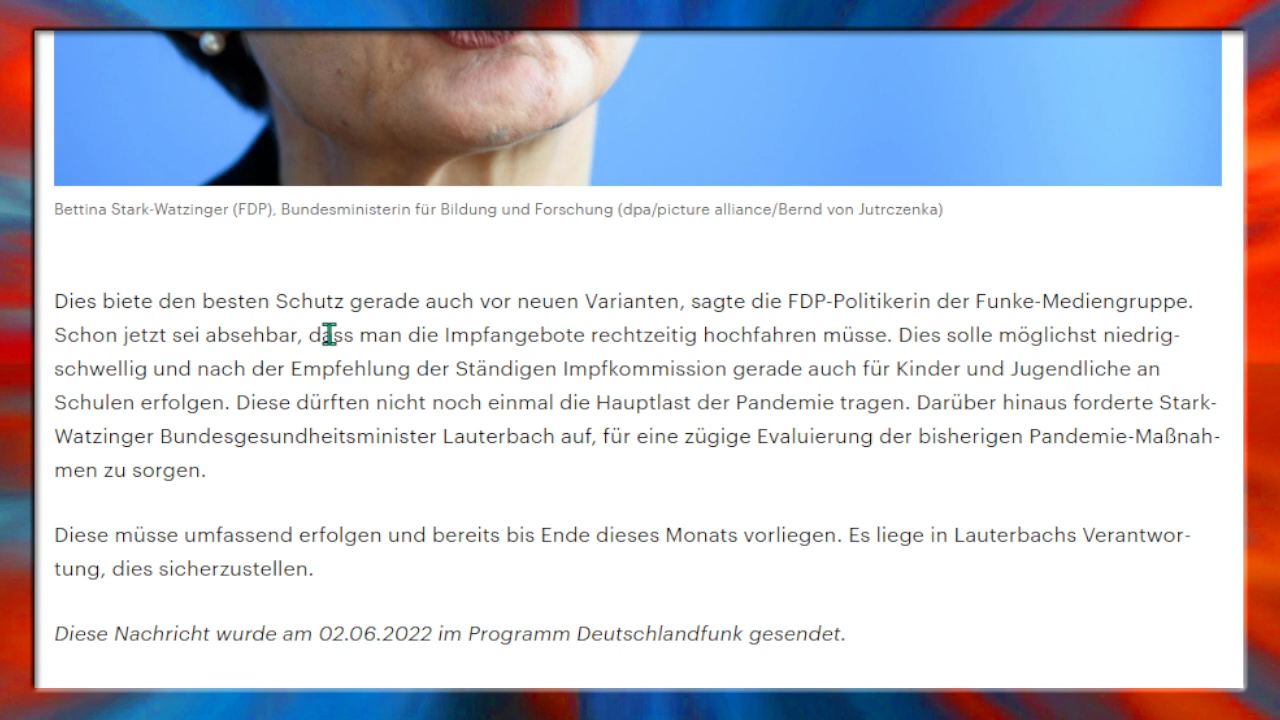 Bettina Stark-Watzinger (FDP), Bundesministerin für Bildung und Forschung (dpa/picture alliance/Bernd von Jutrczenka)
Dies biete den besten Schutz gerade auch vor neuen Varianten, sagte die FDP-Politikerin der Funke-Mediengruppe.
Schon jetzt sei absehbar, dass man die Impfangebote rechtzeitig hochfahren müsse. Dies solle möglichst niedrig-
schwellig und nach der Empfehlung der Ständigen Impfkommission gerade auch für Kinder und Jugendliche an
Schulen erfolgen. Diese dürften nicht noch einmal die Hauptlast der Pandemie tragen. Darüber hinaus forderte Stark-
Watzinger Bundesgesundheitsminister Lauterbach auf, für eine zügige Evaluierung der bisherigen Pandemie-Maßnah-
men zu sorgen.
Diese müsse umfassend erfolgen und bereits bis Ende dieses Monats vorliegen. Es liege in Lauterbachs Verantwor-
tung, dies sicherzustellen.
Diese Nachricht wurde am 02.06.2022 im Programm Deutschlandfunk gesendet.